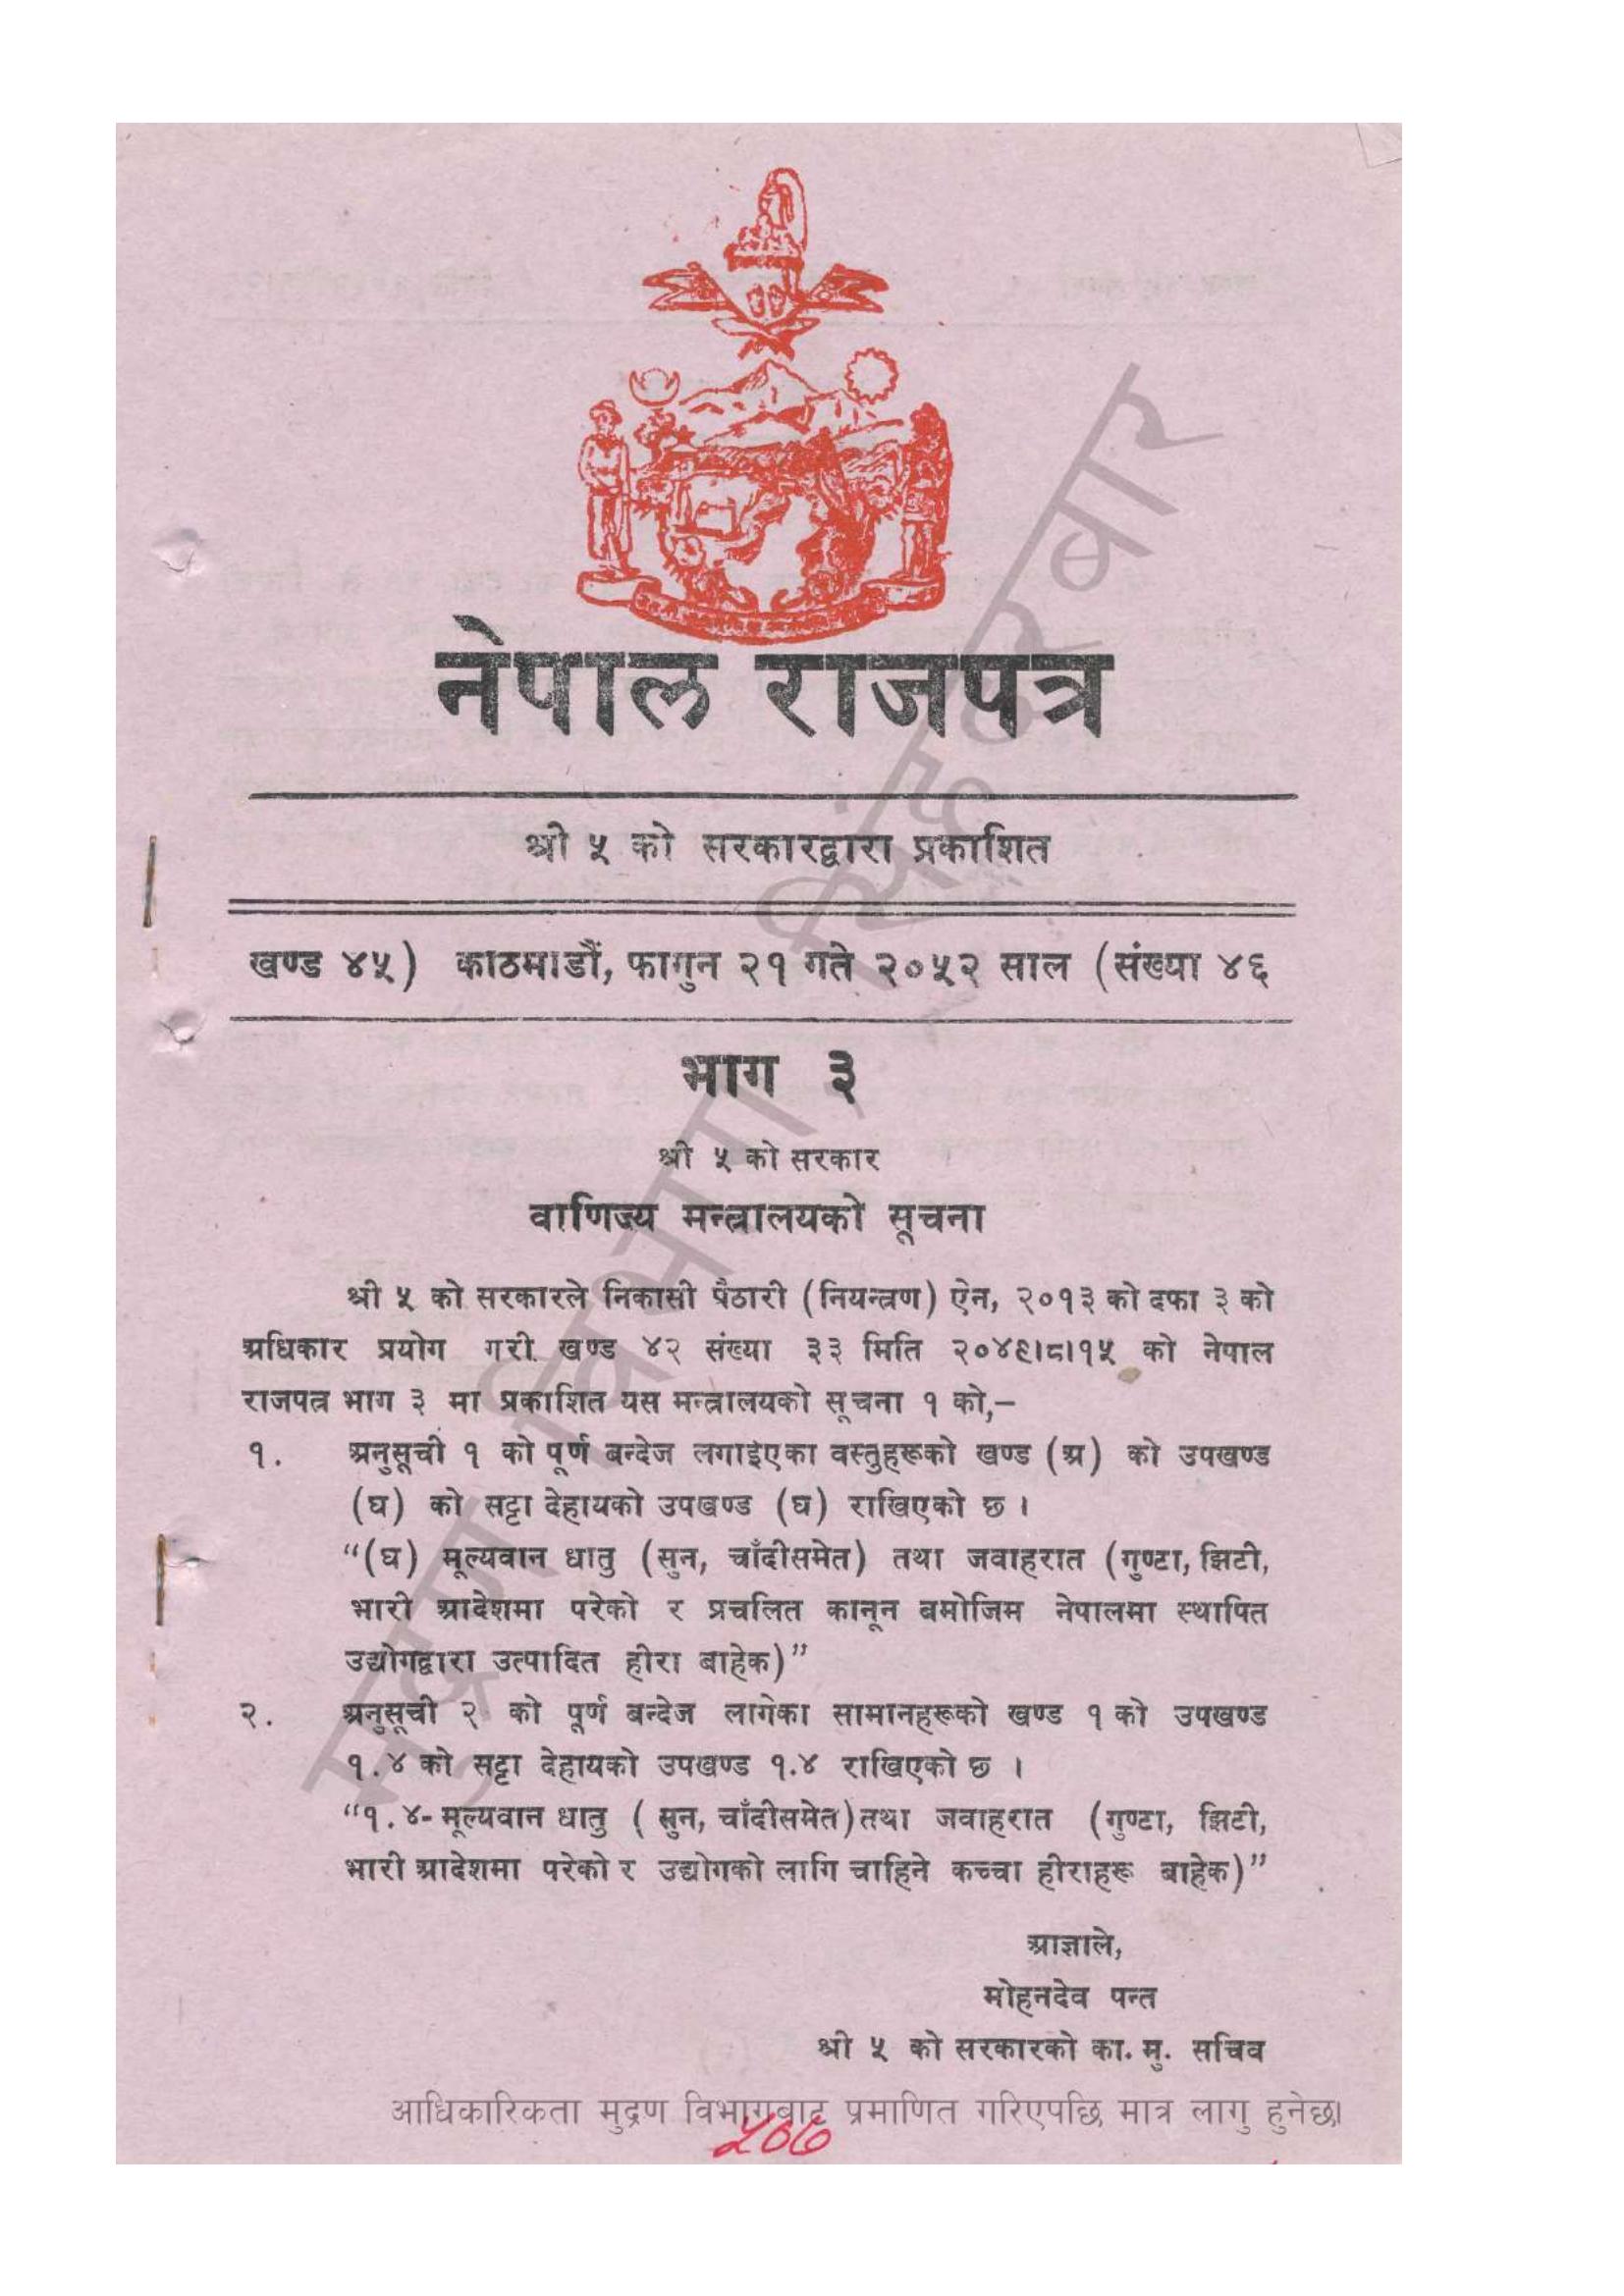 नेपाल राजपत्र
श्री ५ को सरकारद्वारा प्रकाशित
खण्ड ४५) काठमाडौं, फागुन २१ गते २०५२ साल (संख्या ४६
भाग ३
श्री ५ को सरकार
वाणिज्य मन्त्रालयको सूचना
श्री ५ को सरकारले निकासी पैठारी (नियन्त्रण) ऐन, २०१३ को दफा ३ को
अधिकार प्रयोग गरी खण्ड ४२ संख्या ३३ मिति २०४९।८।१५ को नेपाल
राजपत्र भाग ३ मा प्रकाशित यस मन्त्रालयको सूचना १ को,–
१. अनुसूची १ को पूर्ण बन्देज लगाइएका वस्तुहरूको खण्ड (अ) को उपखण्ड
(घ) को सट्टा देहायको उपखण्ड (घ) राखिएको छ ।
“(घ) मूल्यवान धातु (सुन, चाँदीसमेत) तथा जवाहरात (गुण्टा, झिटी,
भारी आदेशमा परेको र प्रचलित कानून बमोजिम नेपालमा स्थापित
उद्योगद्वारा उत्पादित हीरा बाहेक)”
२. अनुसूची २ को पूर्ण बन्देज लागेका सामानहरूको खण्ड १ को उपखण्ड
१.४ को सट्टा देहायको उपखण्ड १.४ राखिएको छ ।
“१.४- मूल्यवान धातु ( सुन, चाँदीसमेत) तथा जवाहरात (गुण्टा, झिटी,
भारी आदेशमा परेको र उद्योगको लागि चाहिने कच्चा हीराहरू बाहेक)”
आज्ञाले,
मोहनदेव पन्त
श्री ५ को सरकारको का. मु. सचिव
मुद्रण विभाग, सिंहदरबार
आधिकारिकता मुद्रण विभागबाट प्रमाणित गरिएपछि मात्र लागु हुनेछ।
५०७